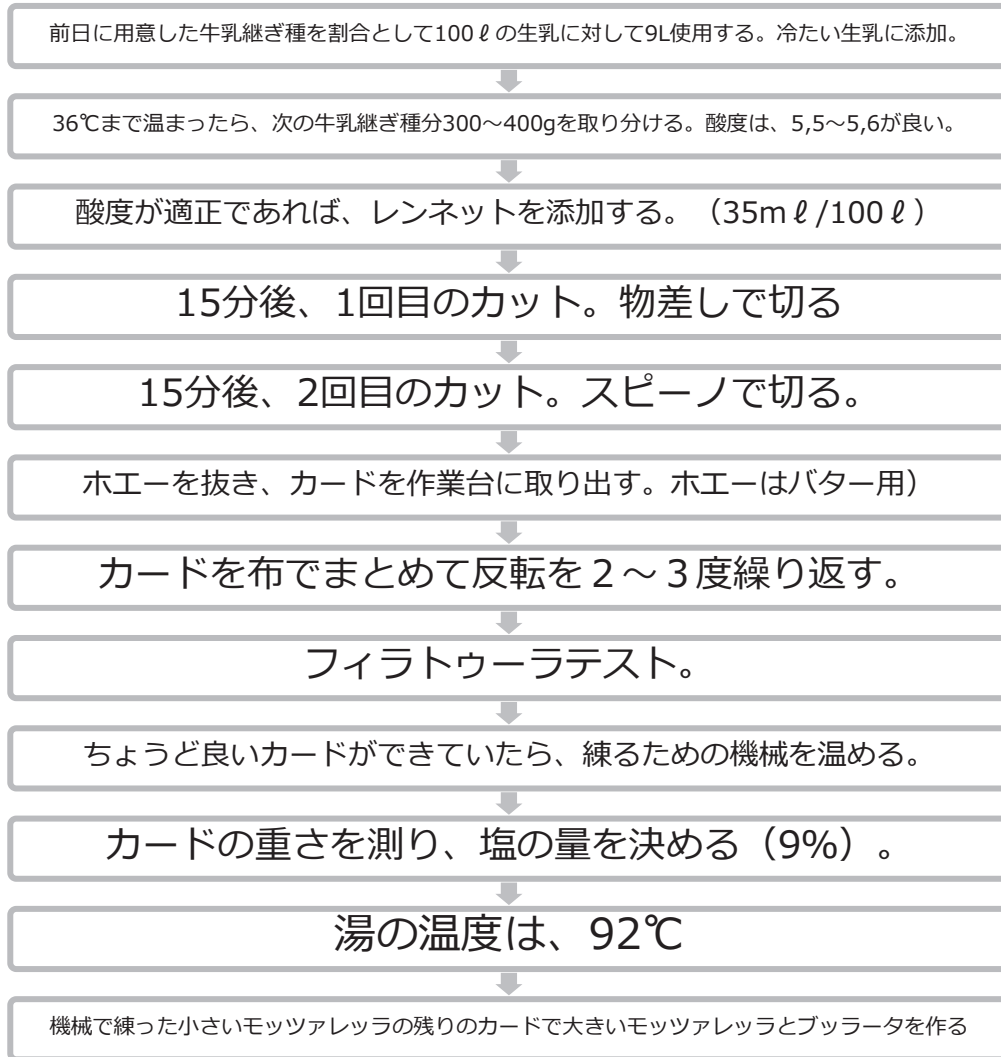 前日に用意した牛乳継ぎ種を割合として100ℓの生乳に対して9L使用する。冷たい生乳に添加。
36℃まで温まったら、次の牛乳継ぎ種分300～400gを取り分ける。酸度は、5,5～5,6が良い。
酸度が適正であれば、レンネットを添加する。（35mℓ/100ℓ）
15分後、1回目のカット。物差しで切る
15分後、2回目のカット。スピーノで切る。
ホエーを抜き、カードを作業台に取り出す。ホエーはバター用）
カードを布でまとめて反転を２～３度繰り返す。
フィラトゥーラテスト。
ちょうど良いカードができていたら、練るための機械を温める。
カードの重さを測り、塩の量を決める（9%）。
湯の温度は、92℃
機械で練った小さいモッツァレッラの残りのカードで大きいモッツァレッラとブッラータを作る